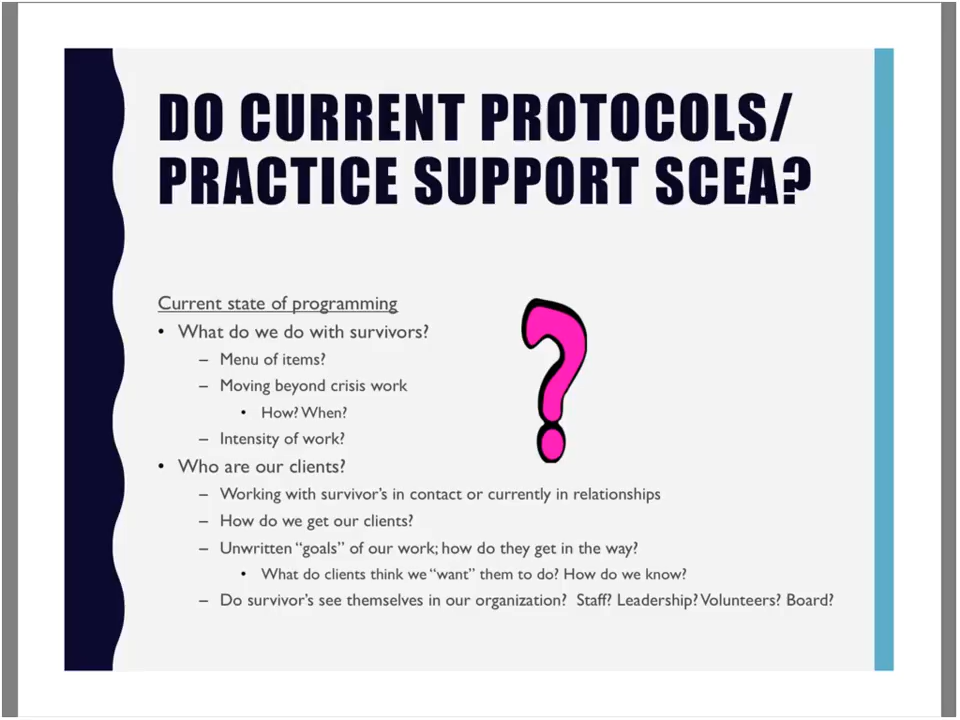 DO CURRENT PROTOCOLS/
PRACTICE SUPPORT SCEA?
Current state of programming
• What do we do with survivors?
– Menu of items?
– Moving beyond crisis work
• How? When?
– Intensity of work?
• Who are our clients?
– Working with survivor's in contact or currently in relationships
– How do we get our clients?
– Unwritten “goals” of our work; how do they get in the way?
• What do clients think we “want” them to do? How do we know?
– Do survivor's see themselves in our organization? Staff? Leadership? Volunteers? Board?